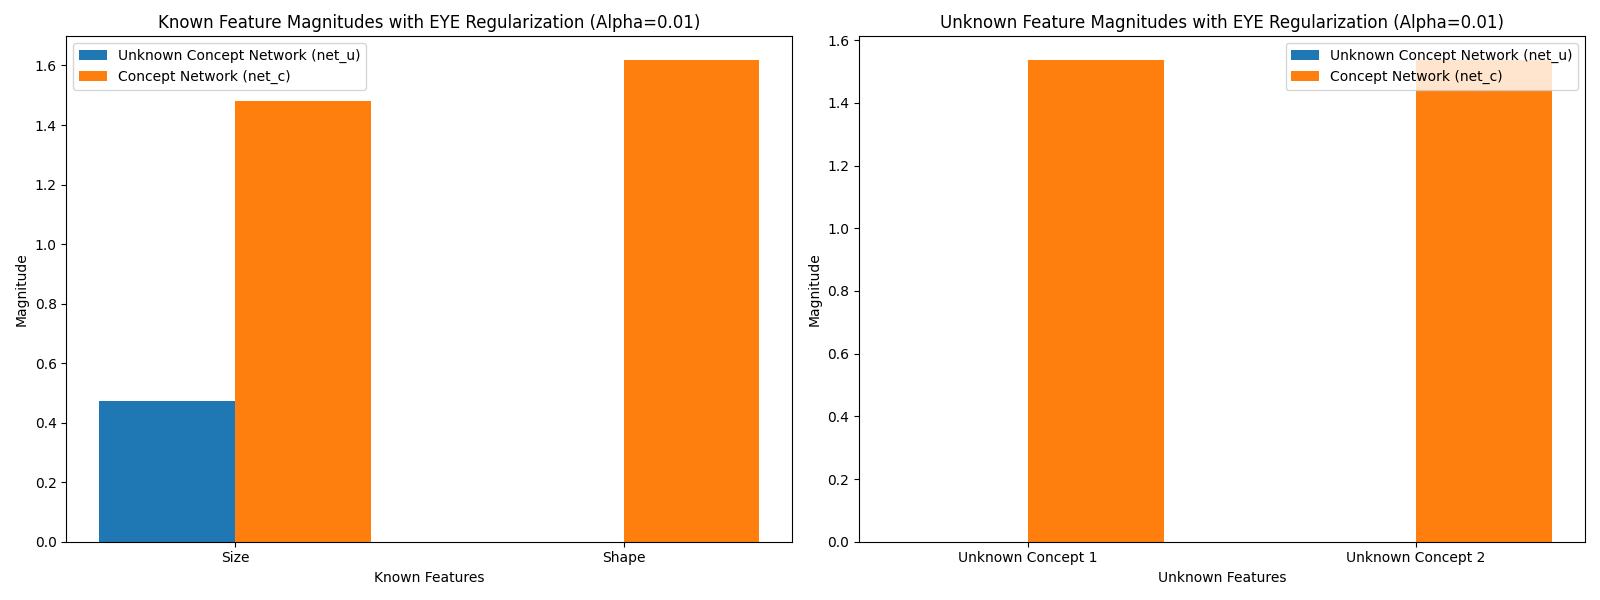 Known Feature Magnitudes with EYE Regularization (Alpha=0.01)
Unknown Concept Network (net_u)
Concept Network (net_c)
Magnitude
1.6
1.4
1.2
1.0
0.8
0.6
0.4
0.2
0.0
Size
Shape
Known Features
Unknown Feature Magnitudes with EYE Regularization (Alpha=0.01)
Unknown Concept Network (net_u)
Concept Network (net_c)
Magnitude
1.6
1.4
1.2
1.0
0.8
0.6
0.4
0.2
0.0
Unknown Concept 1
Unknown Concept 2
Unknown Features